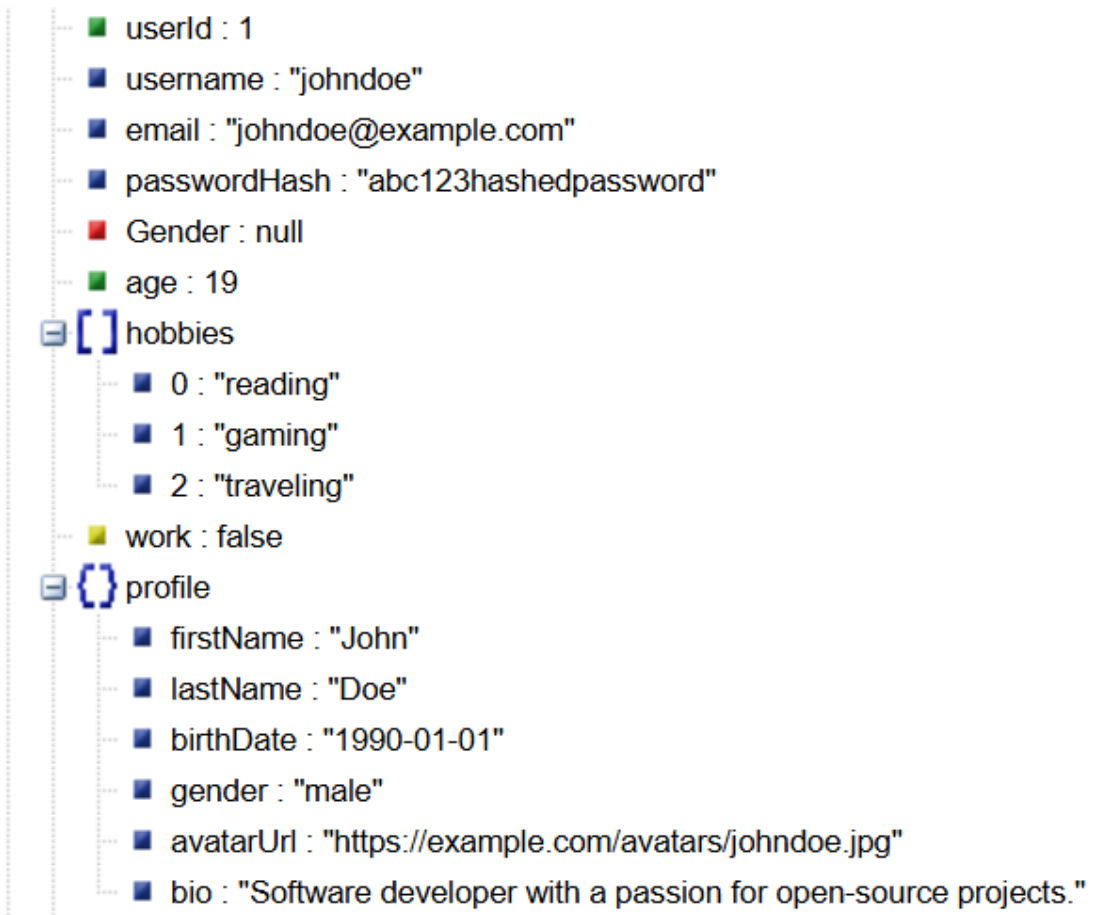 userId : 1
username : "johndoe"
email : "johndoe@example.com"
passwordHash : "abc123hashedpassword"
Gender : null
age : 19
[ ] hobbies
0 : "reading"
1 : "gaming"
2 : "traveling"
work : false
{ } profile
firstName : "John"
lastName : "Doe"
birthDate : "1990-01-01"
gender : "male"
avatarUrl : "https://example.com/avatars/johndoe.jpg"
bio : "Software developer with a passion for open-source projects."